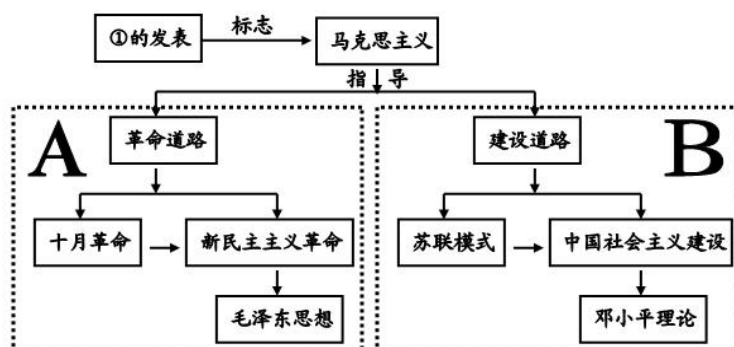 ①的发表
标志
马克思主义
指导
A
革命道路
建设道路
B
十月革命
新民主主义革命
苏联模式
中国社会主义建设
毛泽东思想
邓小平理论